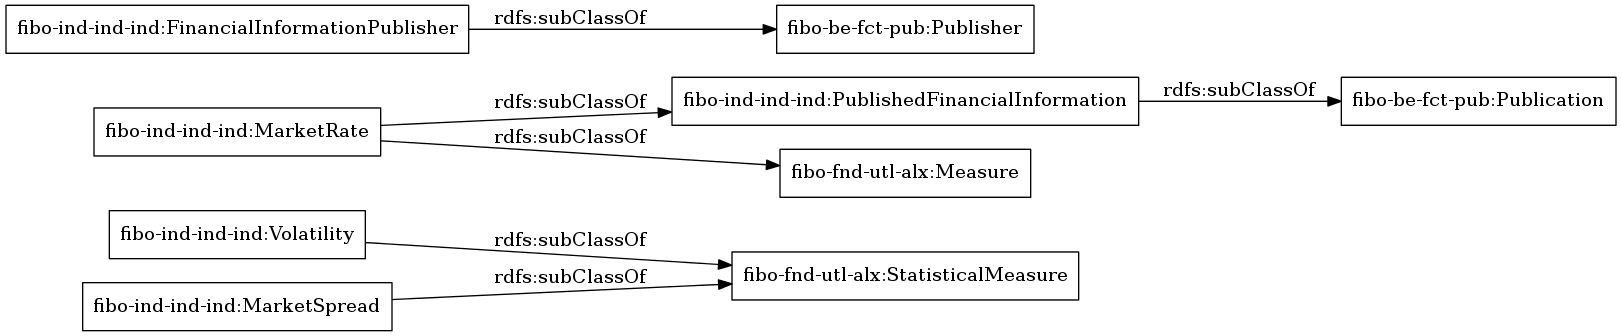 fibo-ind-ind-ind:FinancialInformationPublisher
rdfs:subClassOf
fibo-be-fct-pub:Publisher
fibo-ind-ind-ind:MarketRate
rdfs:subClassOf
fibo-ind-ind-ind:PublishedFinancialInformation
rdfs:subClassOf
fibo-be-fct-pub:Publication
rdfs:subClassOf
fibo-fnd-utl-alx:Measure
fibo-ind-ind-ind:Volatility
rdfs:subClassOf
fibo-fnd-utl-alx:StatisticalMeasure
rdfs:subClassOf
fibo-ind-ind-ind:MarketSpread